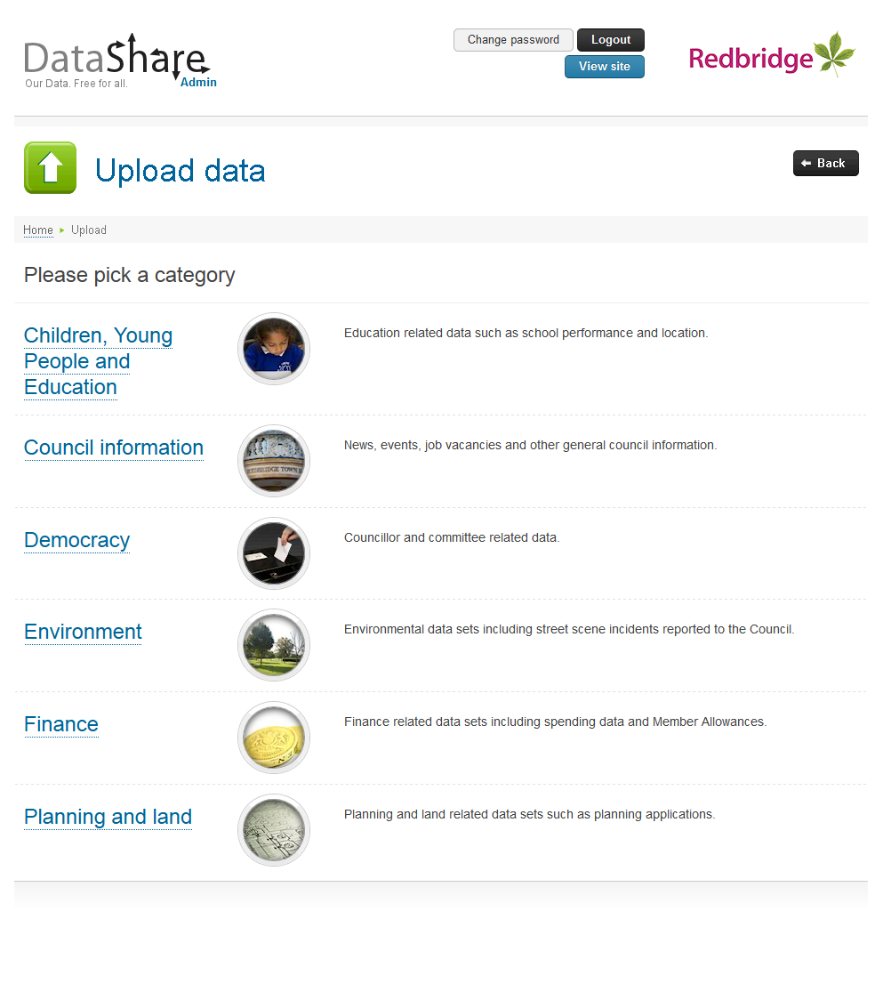 DataShare
Our Data. Free for all.
Admin
Change password
Logout
View site
Redbridge
Upload data
Back
Home
Upload
Please pick a category
Children, Young
People and
Education
Education related data such as school performance and location.
Council information
REDBRIDGE TOWN
News, events, job vacancies and other general council information.
Democracy
Councillor and committee related data.
Environment
Environmental data sets including street scene incidents reported to the Council.
Finance
Finance related data sets including spending data and Member Allowances.
Planning and land
Planning and land related data sets such as planning applications.